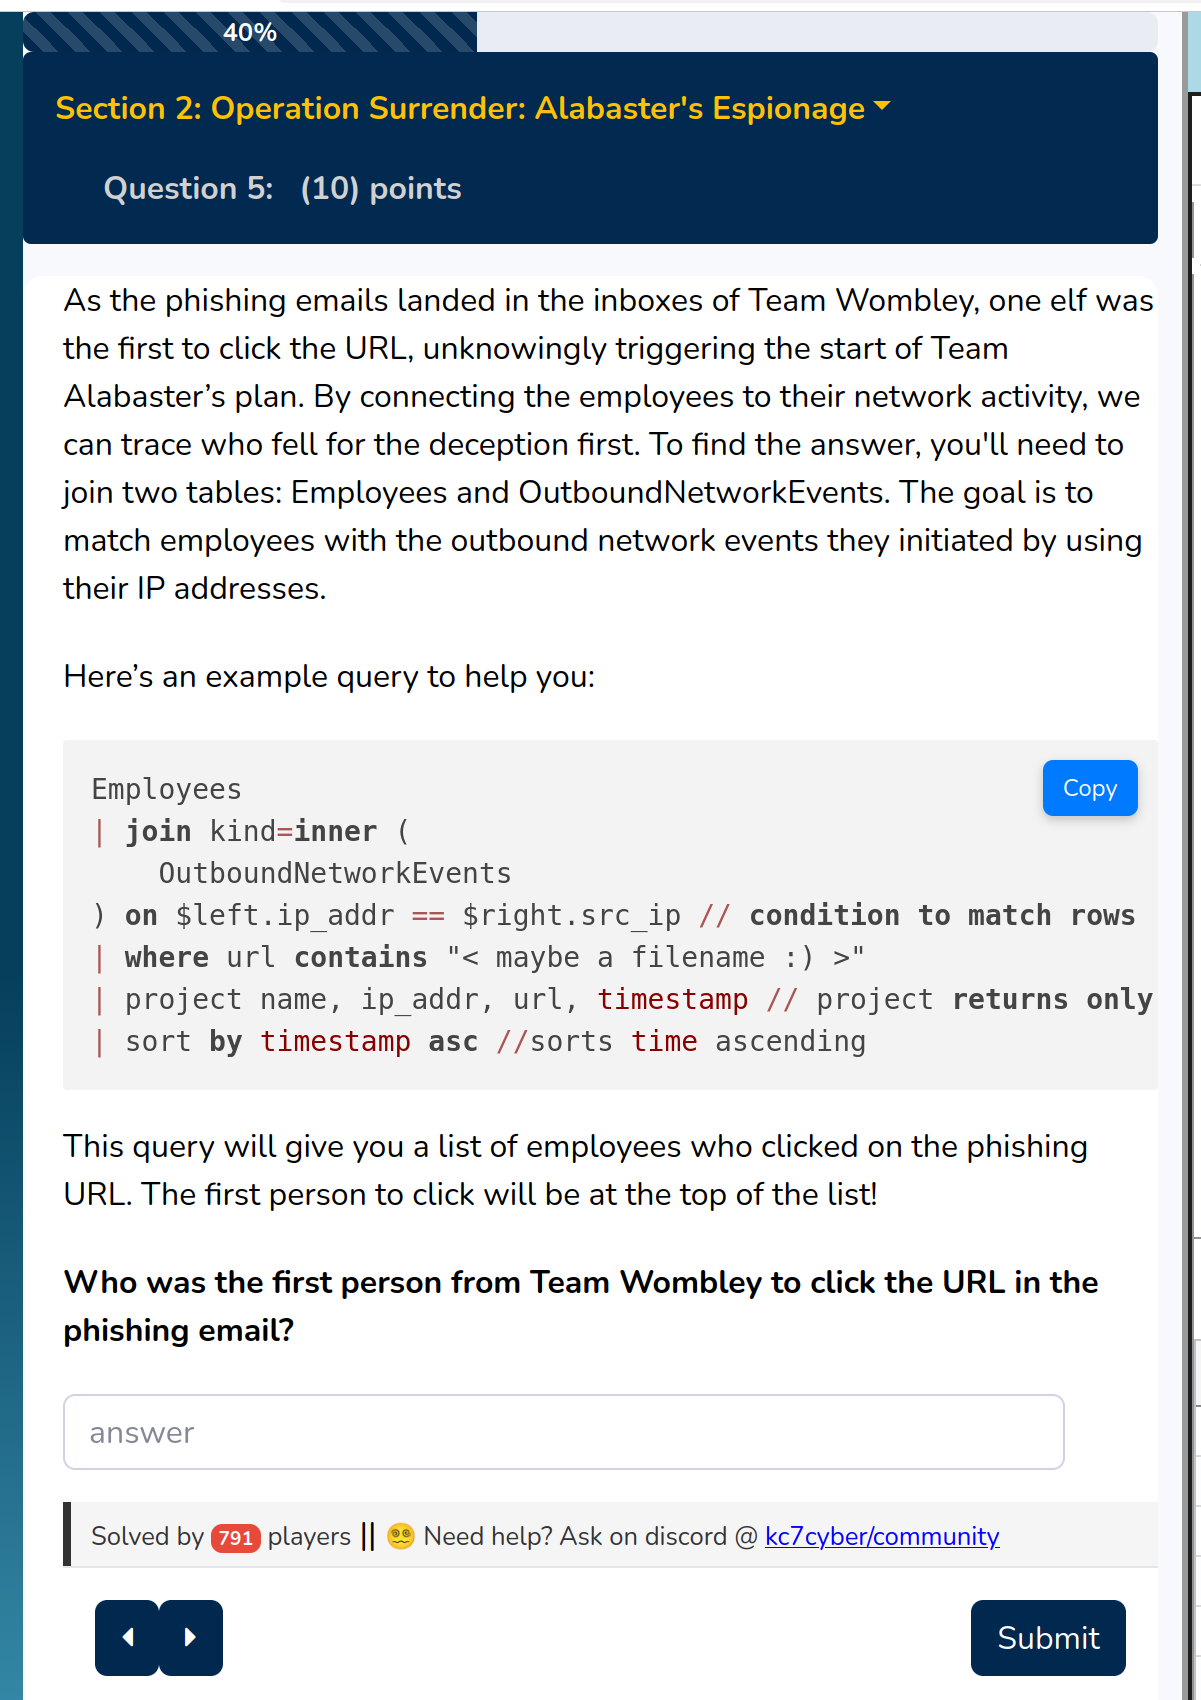 40%
Section 2: Operation Surrender: Alabaster's Espionage
Question 5: (10) points
As the phishing emails landed in the inboxes of Team Wombley, one elf was
the first to click the URL, unknowingly triggering the start of Team
Alabaster’s plan. By connecting the employees to their network activity, we
can trace who fell for the deception first. To find the answer, you'll need to
join two tables: Employees and OutboundNetworkEvents. The goal is to
match employees with the outbound network events they initiated by using
their IP addresses.
Here’s an example query to help you:
Copy
Employees
| join kind=inner (
    OutboundNetworkEvents
) on $left.ip_addr == $right.src_ip // condition to match rows
| where url contains "< maybe a filename :) >"
| project name, ip_addr, url, timestamp // project returns only
| sort by timestamp asc //sorts time ascending
This query will give you a list of employees who clicked on the phishing
URL. The first person to click will be at the top of the list!
Who was the first person from Team Wombley to click the URL in the
phishing email?
answer
Solved by 791 players || 😵‍💫 Need help? Ask on discord @ kc7cyber/community
Submit